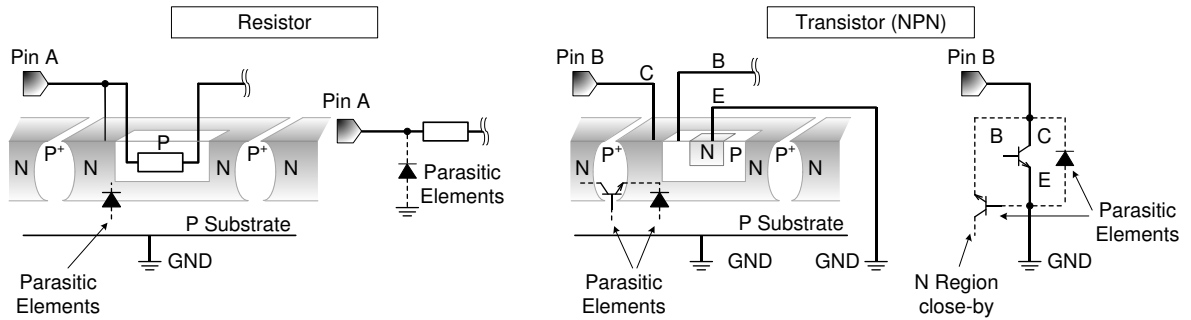 Resistor
Transistor (NPN)
Pin A
Pin B
C
B
E
Pin B
Pin A
N
P+
N
P
N
P+
N
Parasitic
Elements
P Substrate
GND
Parasitic
Elements
N
P+
N
N
P
N
P+
N
P Substrate
GND
GND
Parasitic
Elements
B
C
E
Parasitic
Elements
GND
N Region
close-by